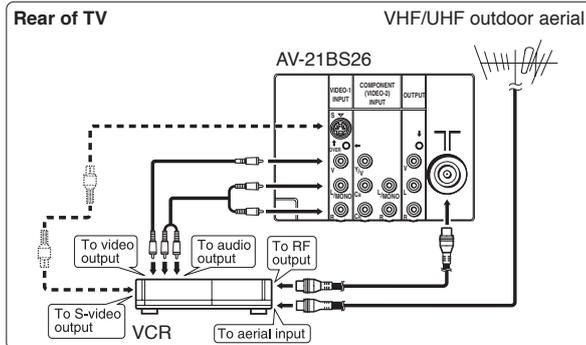 Rear of TV
VHF/UHF outdoor aerial
AV-21BS26
VIDEO-1
INPUT
COMPONENT
(VIDEO-2)
INPUT
OUTPUT
S
OVER
V
Y/V
V
L/MONO
L/MONO
L
R
R
R
To video
output
To audio
output
To RF
output
To S-video
output
VCR
To aerial input